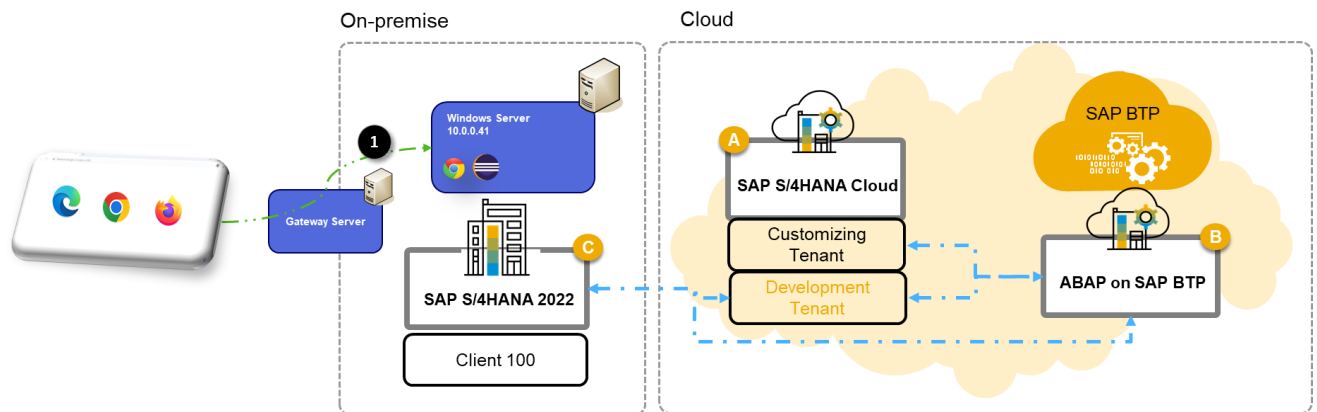 On-premise
Cloud
Windows Server
10.0.0.41
1
Gateway Server
C
SAP S/4HANA 2022
Client 100
A
SAP S/4HANA Cloud
Customizing
Tenant
Development
Tenant
SAP BTP
B
ABAP on SAP BTP